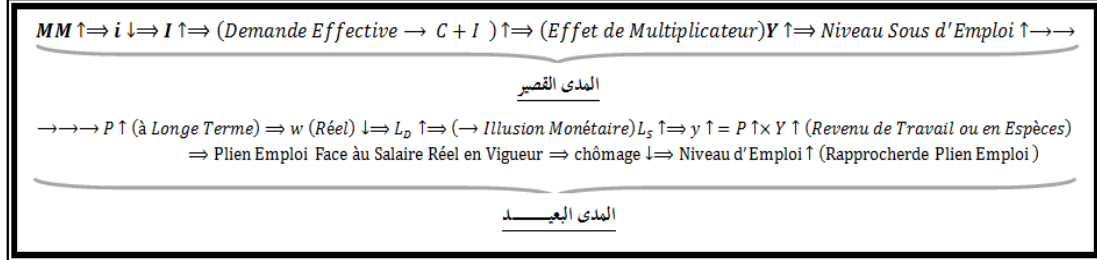 MM ↑⟹ i ↓⟹ I ↑⟹ (Demande Effective → C + I ) ↑⟹ (Effet de Multiplicateur)Y ↑⟹ Niveau Sous d'Emploi ↑→→
المدى القصير
→→→ P ↑ (à Longe Terme) ⟹ w (Réel) ↓⟹ L_D ↑⟹ (→ Illusion Monétaire)L_S ↑⟹ y ↑ = P ↑× Y ↑ (Revenu de Travail ou en Espèces)
⟹ Plien Emploi Face àu Salaire Réel en Vigueur ⟹ chômage ↓⟹ Niveau d'Emploi ↑ (Rapprocherde Plien Emploi )
المدى البعيــــــد